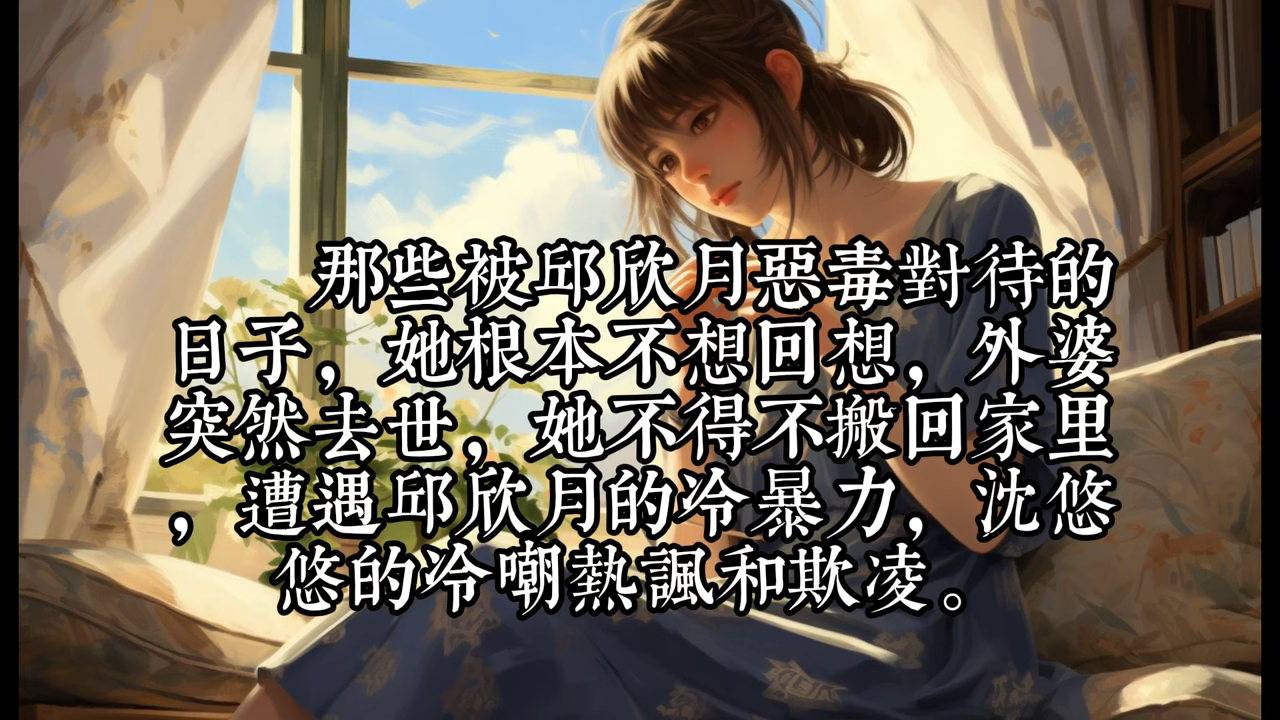 那些被邱欣月惡毒對待的
日子，她根本不想回想，外婆
突然去世，她不得不搬回家里
，遭遇邱欣月的冷暴力，沈悠
悠的冷嘲熱諷和欺凌。